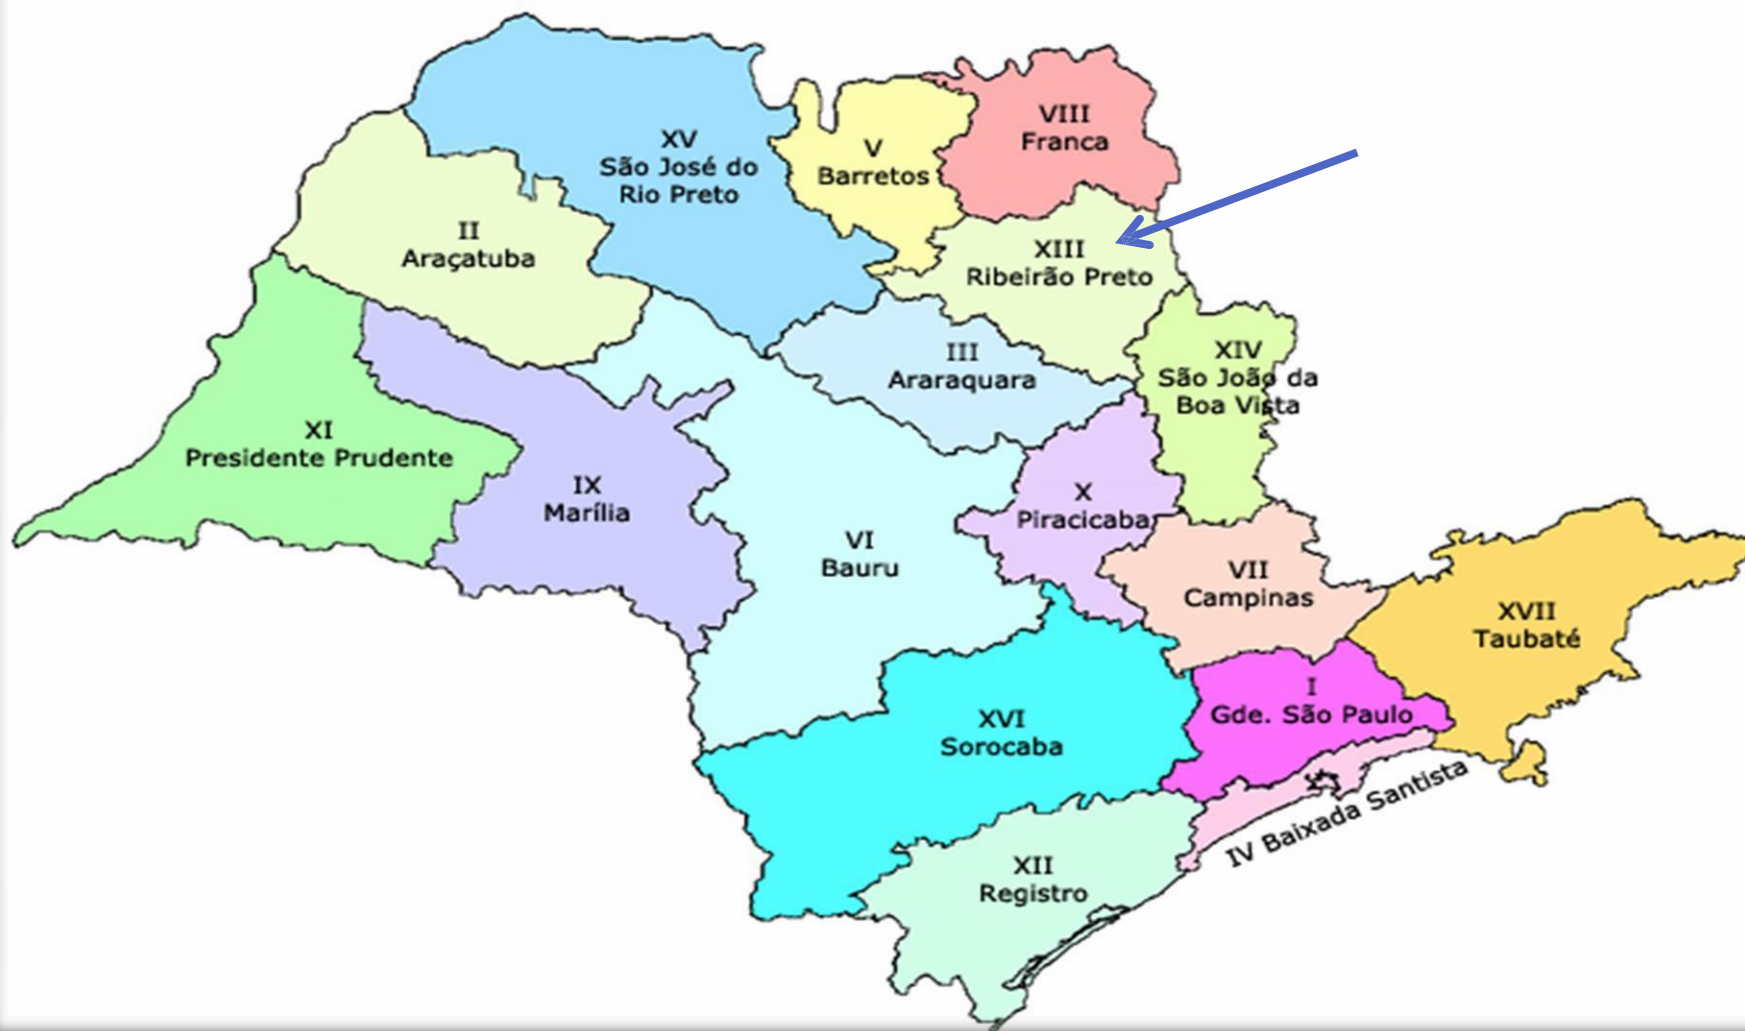 VIII
Franca
XV
São José do
Rio Preto
V
Barretos
II
Araçatuba
XIII
Ribeirão Preto
III
Araraquara
XIV
São João da
Boa Vista
XI
Presidente Prudente
IX
Marília
X
Piracicaba
VI
Bauru
VII
Campinas
XVII
Taubaté
I
Gde. São Paulo
XVI
Sorocaba
IV Baixada Santista
XII
Registro